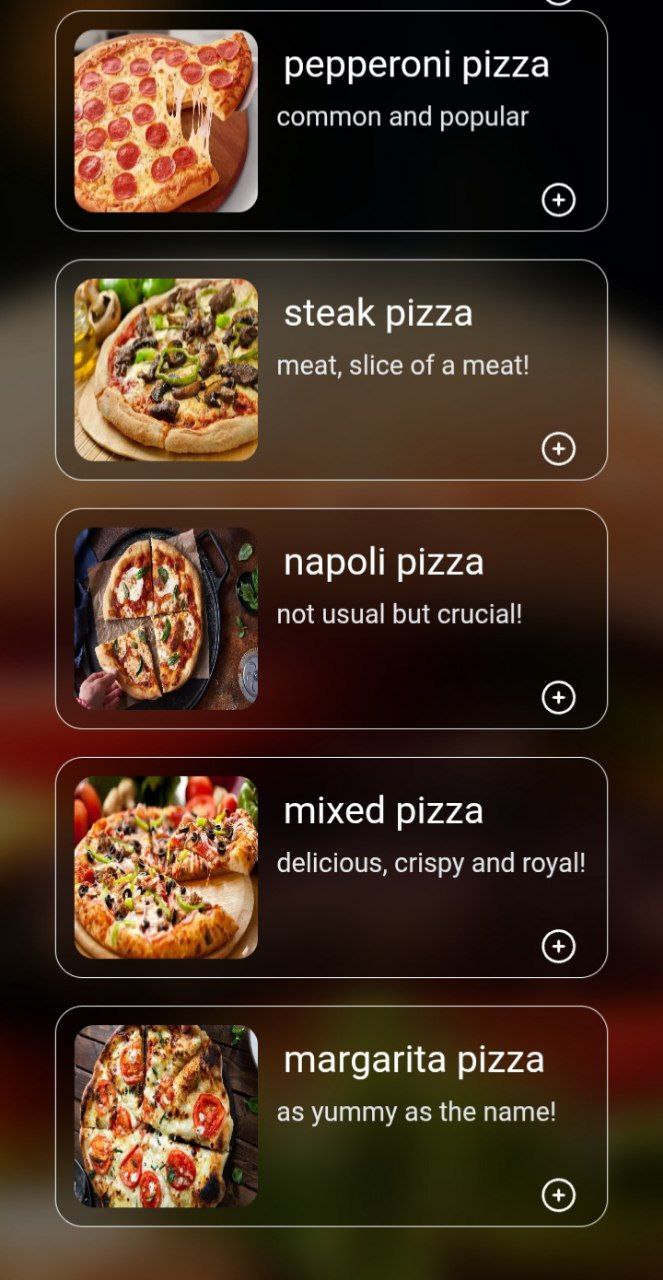 pepperoni pizza
common and popular
steak pizza
meat, slice of a meat!
napoli pizza
not usual but crucial!
mixed pizza
delicious, crispy and royal!
margarita pizza
as yummy as the name!